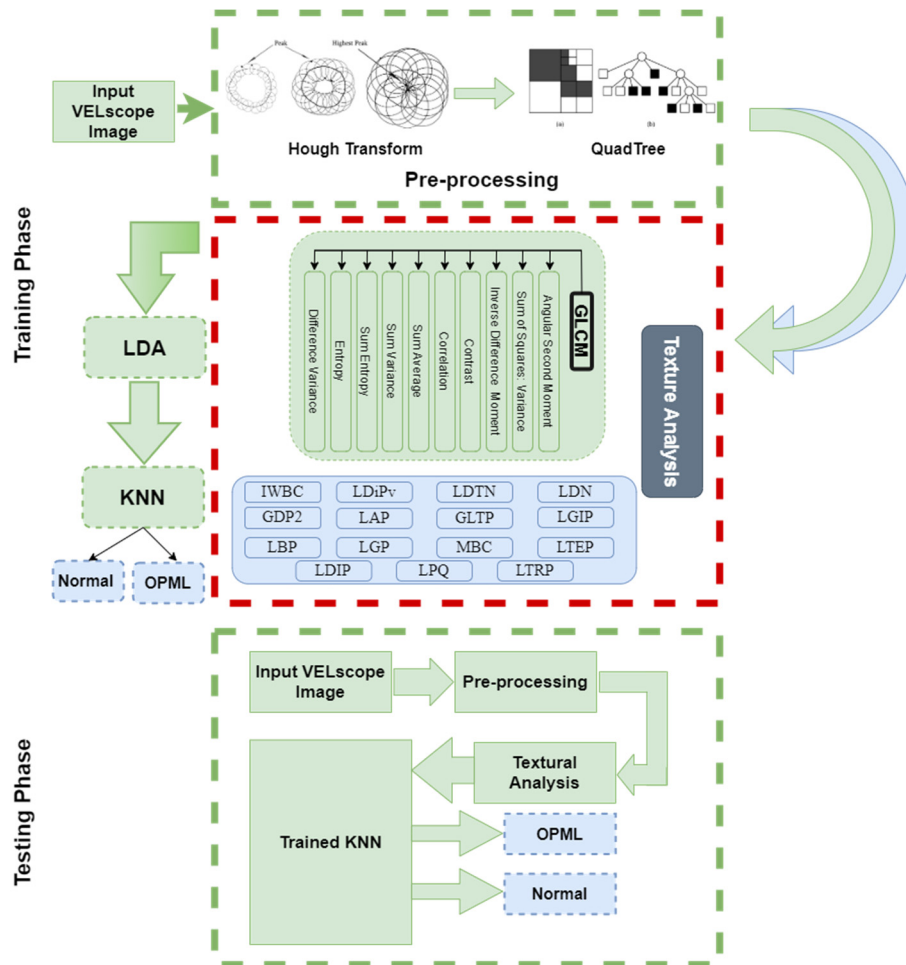 Training Phase
Input
VELscope
Image
Peak
Highest Peak
(a)
(b)
Hough Transform
QuadTree
Pre-processing
LDA
KNN
Normal
OPML
GLCM
Angular Second Moment
Sum of Squares: Variance
Inverse Difference Moment
Contrast
Correlation
Sum Average
Sum Variance
Sum Entropy
Entropy
Difference Variance
Texture Analysis
IWBC
LDiPv
LDTN
LDN
GDP2
LAP
GLTP
LGIP
LBP
LGP
MBC
LTEP
LDIP
LPQ
LTRP
Testing Phase
Input VELscope
Image
Pre-processing
Textural
Analysis
Trained KNN
OPML
Normal